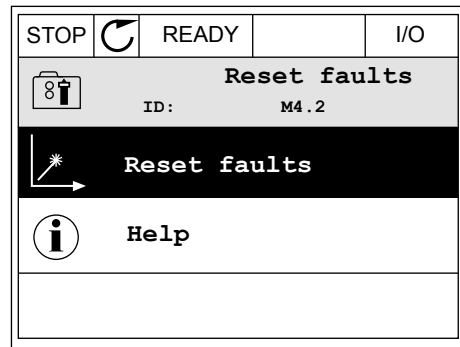 STOP READY I/O
Reset faults
ID: M4.2
Reset faults
Help